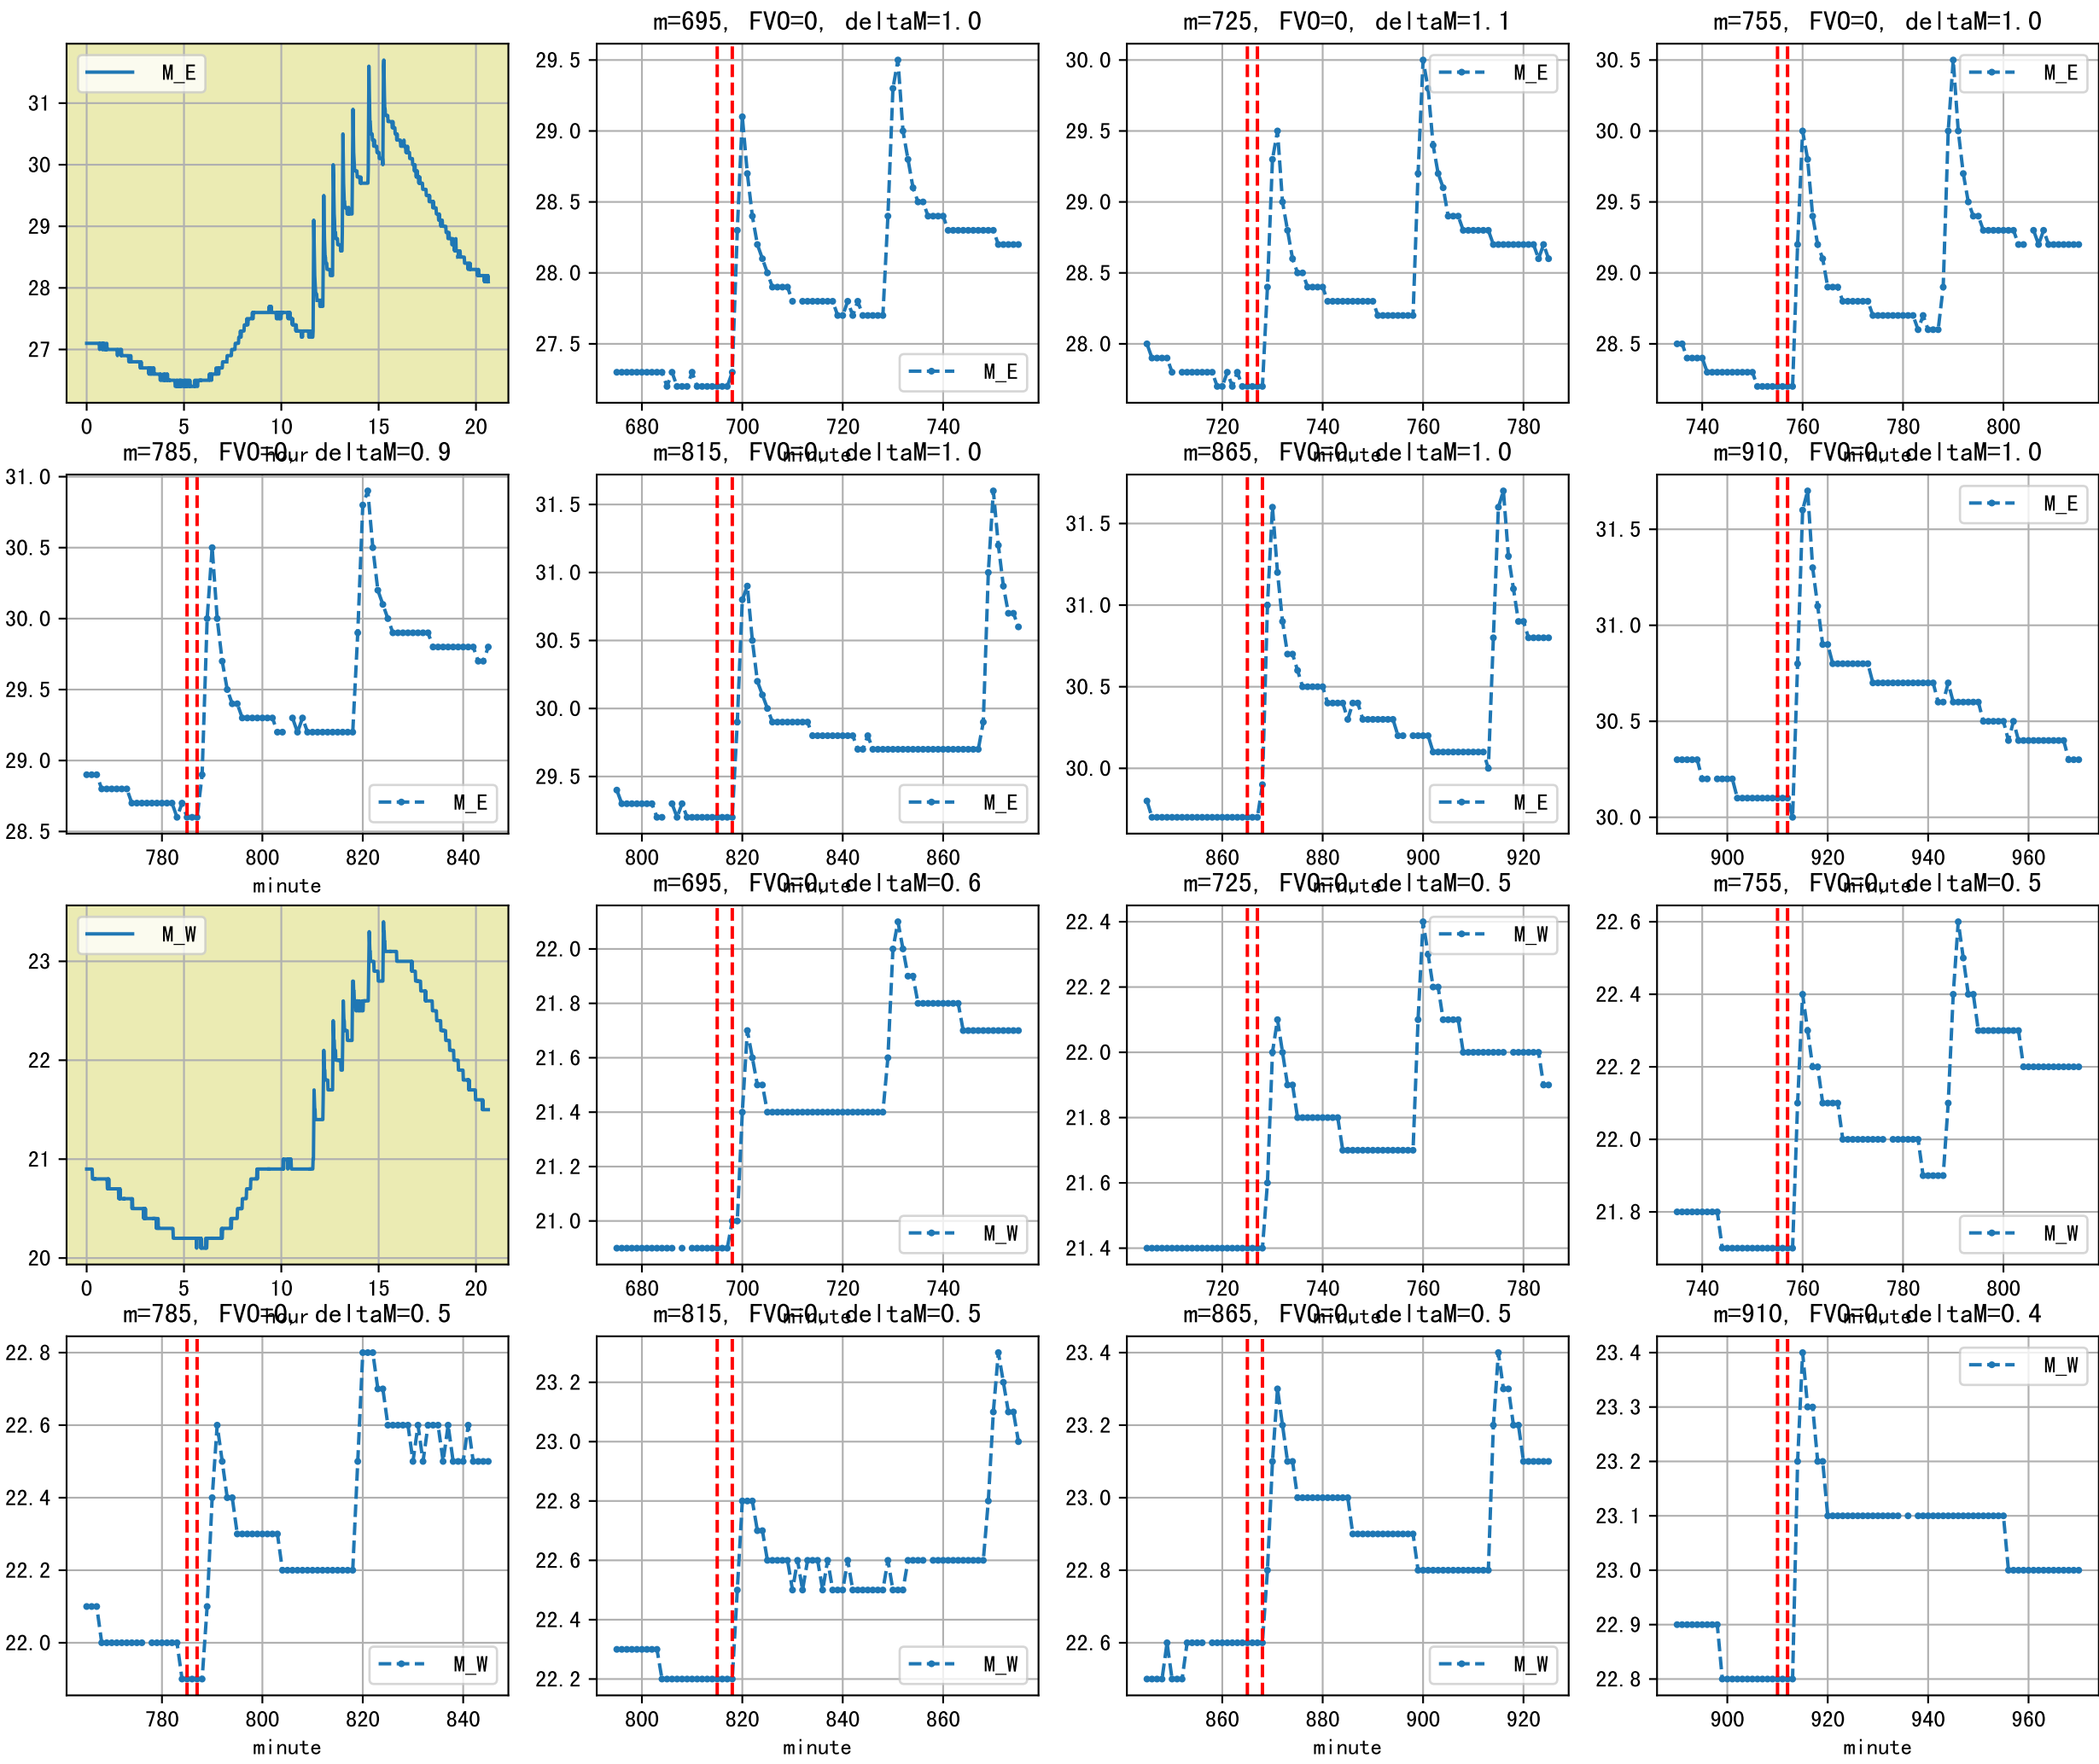 m=695, FVO=0, deltaM=1.0
m=725, FVO=0, deltaM=1.1
m=755, FVO=0, deltaM=1.0
M_E
31
30
29
28
27
0 5 10 15 20
hour
29.5
29.0
28.5
28.0
27.5
M_E
680 700 720 740
minute
30.0
29.5
29.0
28.5
28.0
M_E
720 740 760 780
minute
30.5
30.0
29.5
29.0
28.5
M_E
740 760 780 800
minute
m=785, FVO=0, deltaM=0.9
m=815, FVO=0, deltaM=1.0
m=865, FVO=0, deltaM=1.0
m=910, FVO=0, deltaM=1.0
31.0
30.5
30.0
29.5
29.0
28.5
M_E
780 800 820 840
minute
31.5
31.0
30.5
30.0
29.5
M_E
800 820 840 860
minute
31.5
31.0
30.5
30.0
M_E
860 880 900 920
minute
31.5
31.0
30.5
30.0
M_E
900 920 940 960
minute
m=695, FVO=0, deltaM=0.6
m=725, FVO=0, deltaM=0.5
m=755, FVO=0, deltaM=0.5
M_W
23
22
21
20
0 5 10 15 20
hour
22.0
21.8
21.6
21.4
21.2
21.0
M_W
680 700 720 740
minute
22.4
22.2
22.0
21.8
21.6
21.4
M_W
720 740 760 780
minute
22.6
22.4
22.2
22.0
21.8
M_W
740 760 780 800
minute
m=785, FVO=0, deltaM=0.5
m=815, FVO=0, deltaM=0.5
m=865, FVO=0, deltaM=0.5
m=910, FVO=0, deltaM=0.4
22.8
22.6
22.4
22.2
22.0
M_W
780 800 820 840
minute
23.2
23.0
22.8
22.6
22.4
22.2
M_W
800 820 840 860
minute
23.4
23.2
23.0
22.8
22.6
M_W
860 880 900 920
minute
23.4
23.3
23.2
23.1
23.0
22.9
22.8
M_W
900 920 940 960
minute